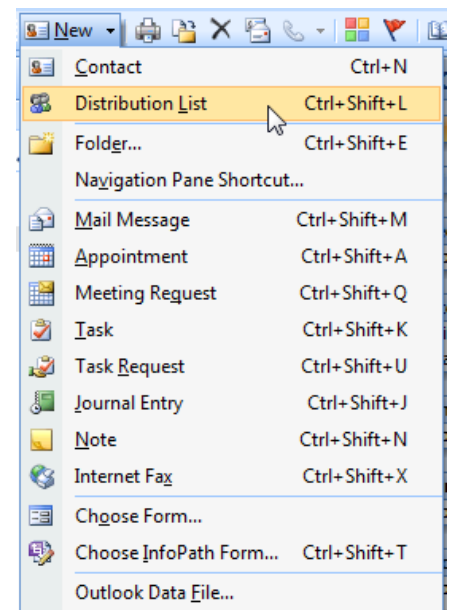 New
Contact Ctrl+N
Distribution List Ctrl+Shift+L
Folder... Ctrl+Shift+E
Navigation Pane Shortcut...
Mail Message Ctrl+Shift+M
Appointment Ctrl+Shift+A
Meeting Request Ctrl+Shift+Q
Task Ctrl+Shift+K
Task Request Ctrl+Shift+U
Journal Entry Ctrl+Shift+J
Note Ctrl+Shift+N
Internet Fax Ctrl+Shift+X
Choose Form...
Choose InfoPath Form... Ctrl+Shift+T
Outlook Data File...